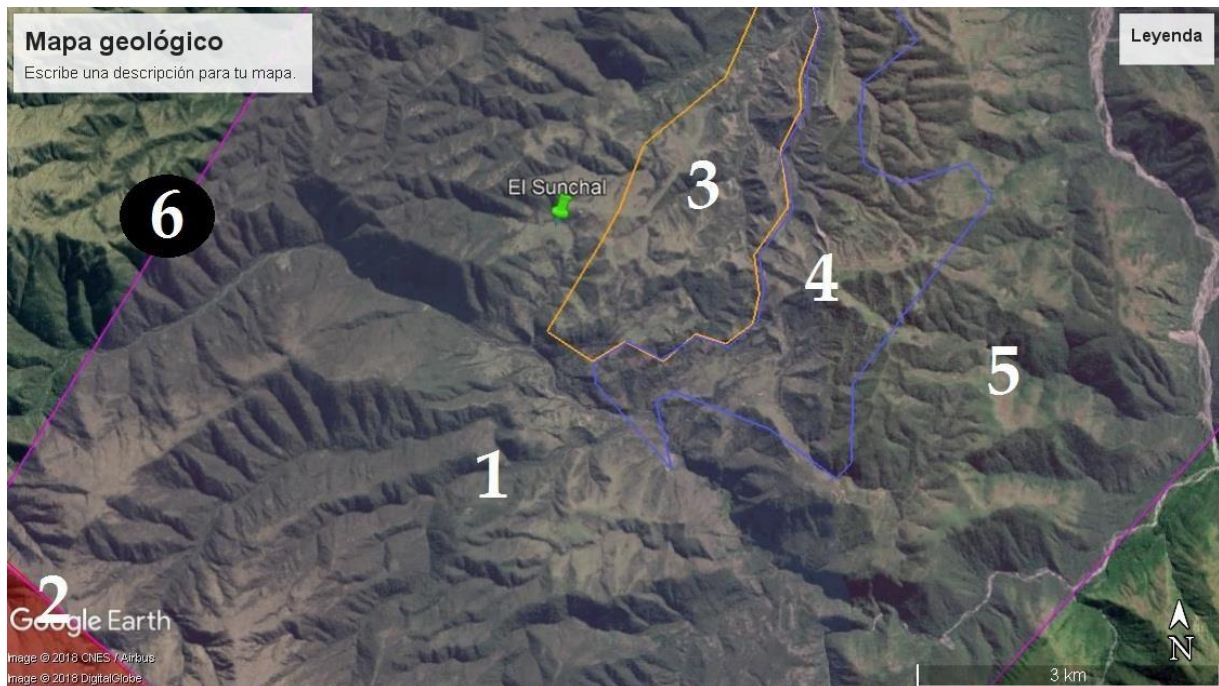 Mapa geológico
Escribe una descripción para tu mapa.
Leyenda
6
El Sunchal
3
4
5
1
2
Google Earth
Image © 2018 CNES / Airbus
Image © 2018 DigitalGlobe
N
3 km